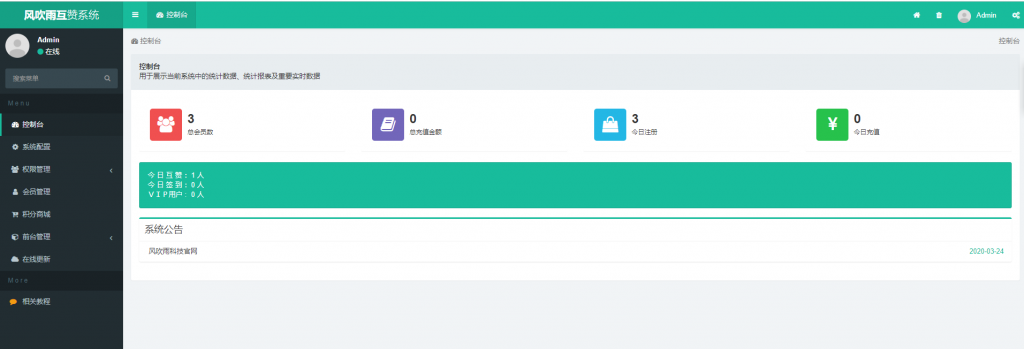 风吹雨互赞系统
控制台
Admin
Admin
在线
搜索菜单
Menu
控制台
系统配置
权限管理
会员管理
积分商城
前台管理
在线更新
More
相关教程
控制台
控制台
控制台
用于展示当前系统中的统计数据、统计报表及重要实时数据
3
总会员数
0
总充值金额
3
今日注册
0
今日充值
今日互赞：1人
今日签到：0人
VIP用户：0人
系统公告
风吹雨科技官网
2020-03-24